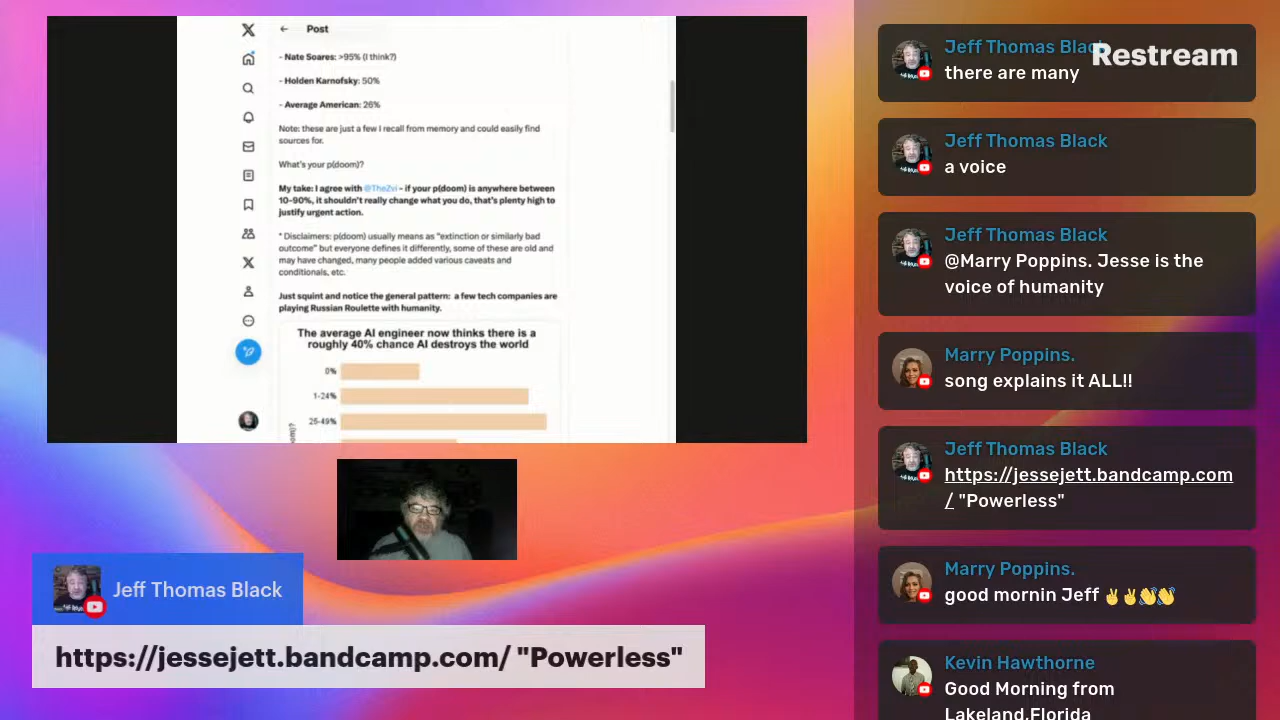 Post
- Nate Soares: >95% (I think?)
- Holden Karnofsky: 50%
- Average American: 26%
Note: these are just a few I recall from memory and could easily find
sources for.
What's your p(doom)?
My take: I agree with @TheZvi - if your p(doom) is anywhere between
10-90%, it shouldn't really change what you do, that's plenty high to
justify urgent action.
* Disclaimers: p(doom) usually means as "extinction or similarly bad
outcome" but everyone defines it differently, some of these are old and
may have changed, many people added various caveats and
conditionals, etc.
Just squint and notice the general pattern: a few tech companies are
playing Russian Roulette with humanity.
The average AI engineer now thinks there is a
roughly 40% chance AI destroys the world
0%
1-24%
25-49%
Jeff Thomas Black
https://jessejett.bandcamp.com/ "Powerless"
Restream
Jeff Thomas Black
there are many
Jeff Thomas Black
a voice
Jeff Thomas Black
@Marry Poppins. Jesse is the
voice of humanity
Marry Poppins.
song explains it ALL!!
Jeff Thomas Black
https://jessejett.bandcamp.com
/ "Powerless"
Marry Poppins.
good mornin Jeff ✌️✌️👋👋
Kevin Hawthorne
Good Morning from
Lakeland,Florida